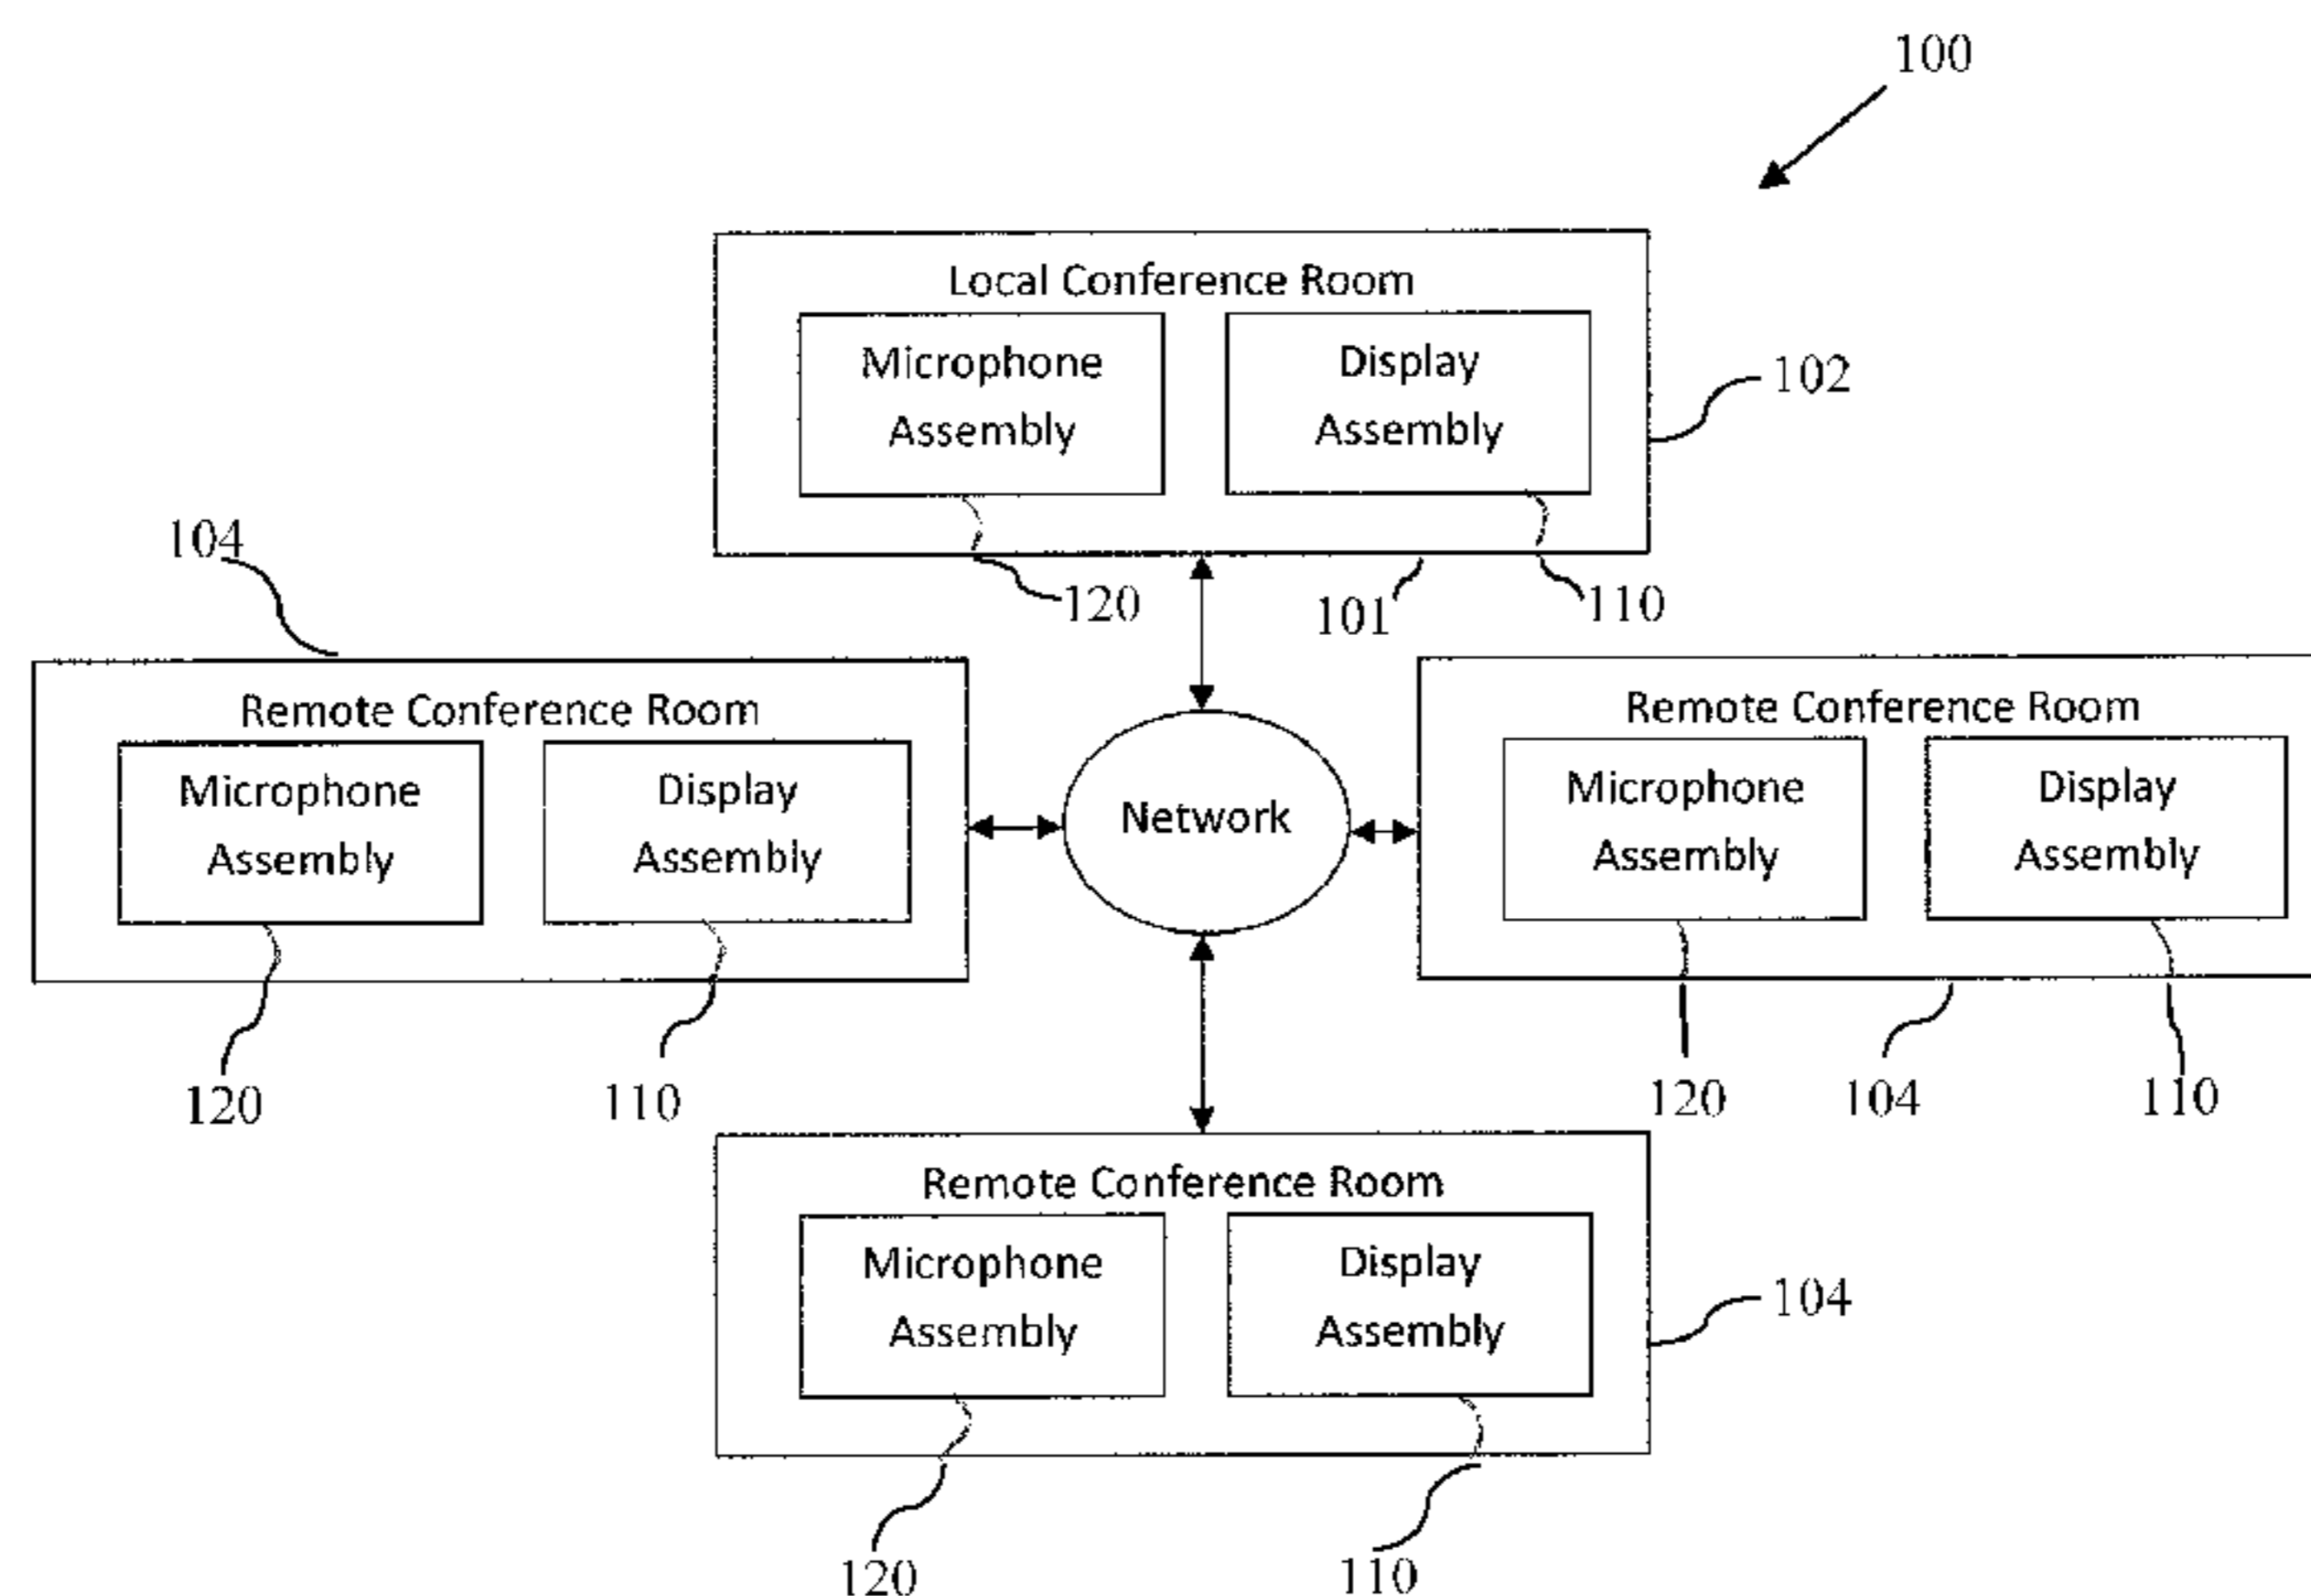 100
Local Conference Room
Microphone
Assembly
Display
Assembly
102
120
101
110
104
Remote Conference Room
Microphone
Assembly
Display
Assembly
120
110
Network
Remote Conference Room
Microphone
Assembly
Display
Assembly
120
104
110
Remote Conference Room
Microphone
Assembly
Display
Assembly
104
120
110